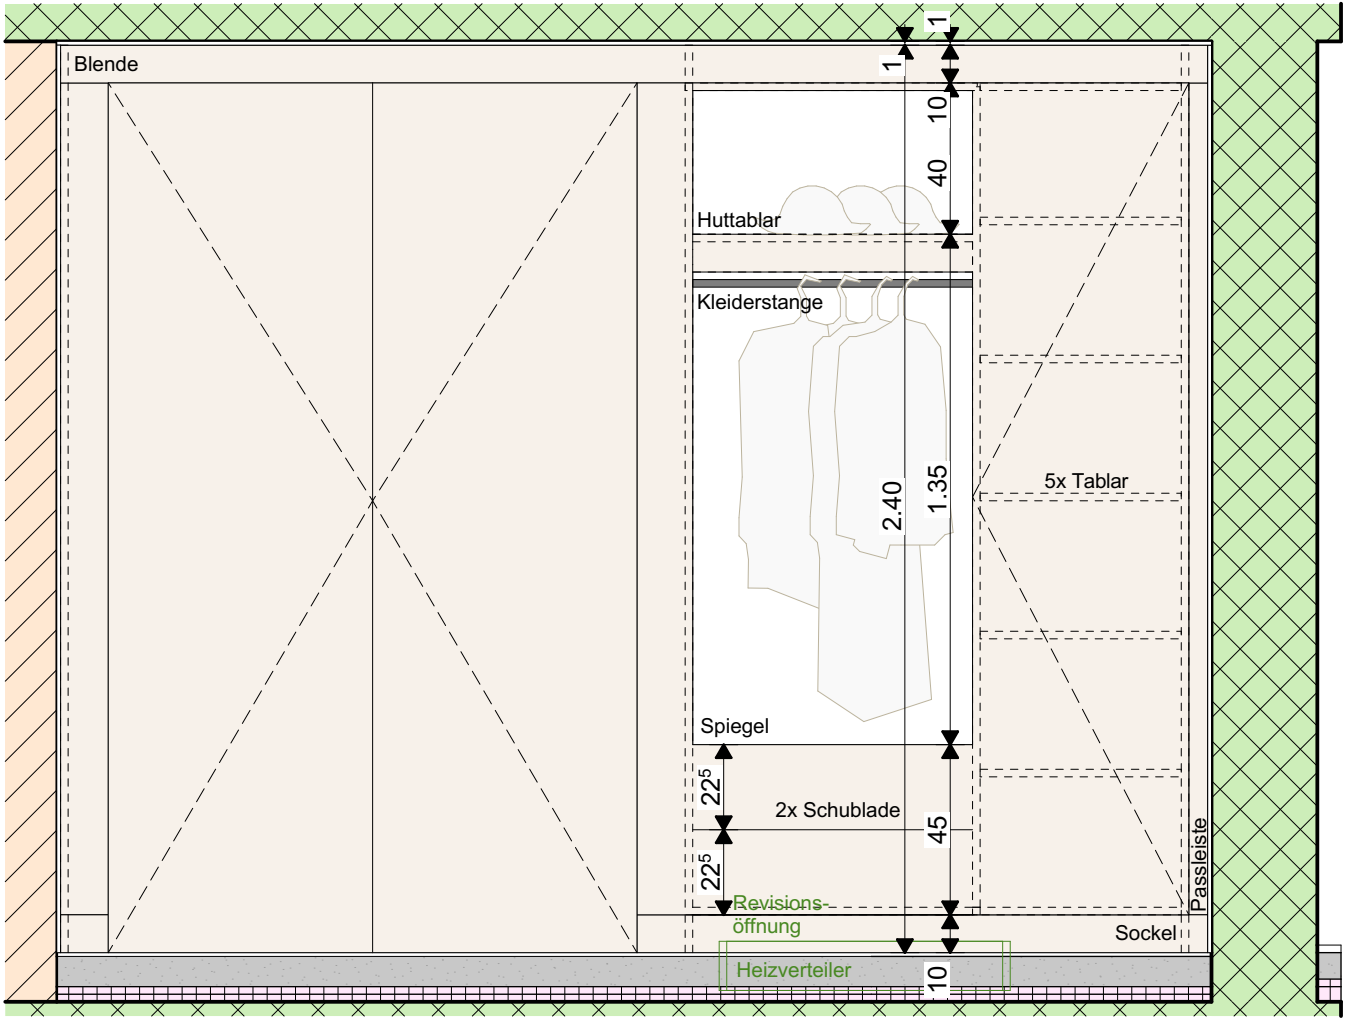 1
Blende
1
10
40
Huttablar
Kleiderstange
5x Tablar
2.40
1.35
Spiegel
22⁵
2x Schublade
45
22⁵
Passleiste
Revisions-
öffnung
Sockel
Heizverteiler
10